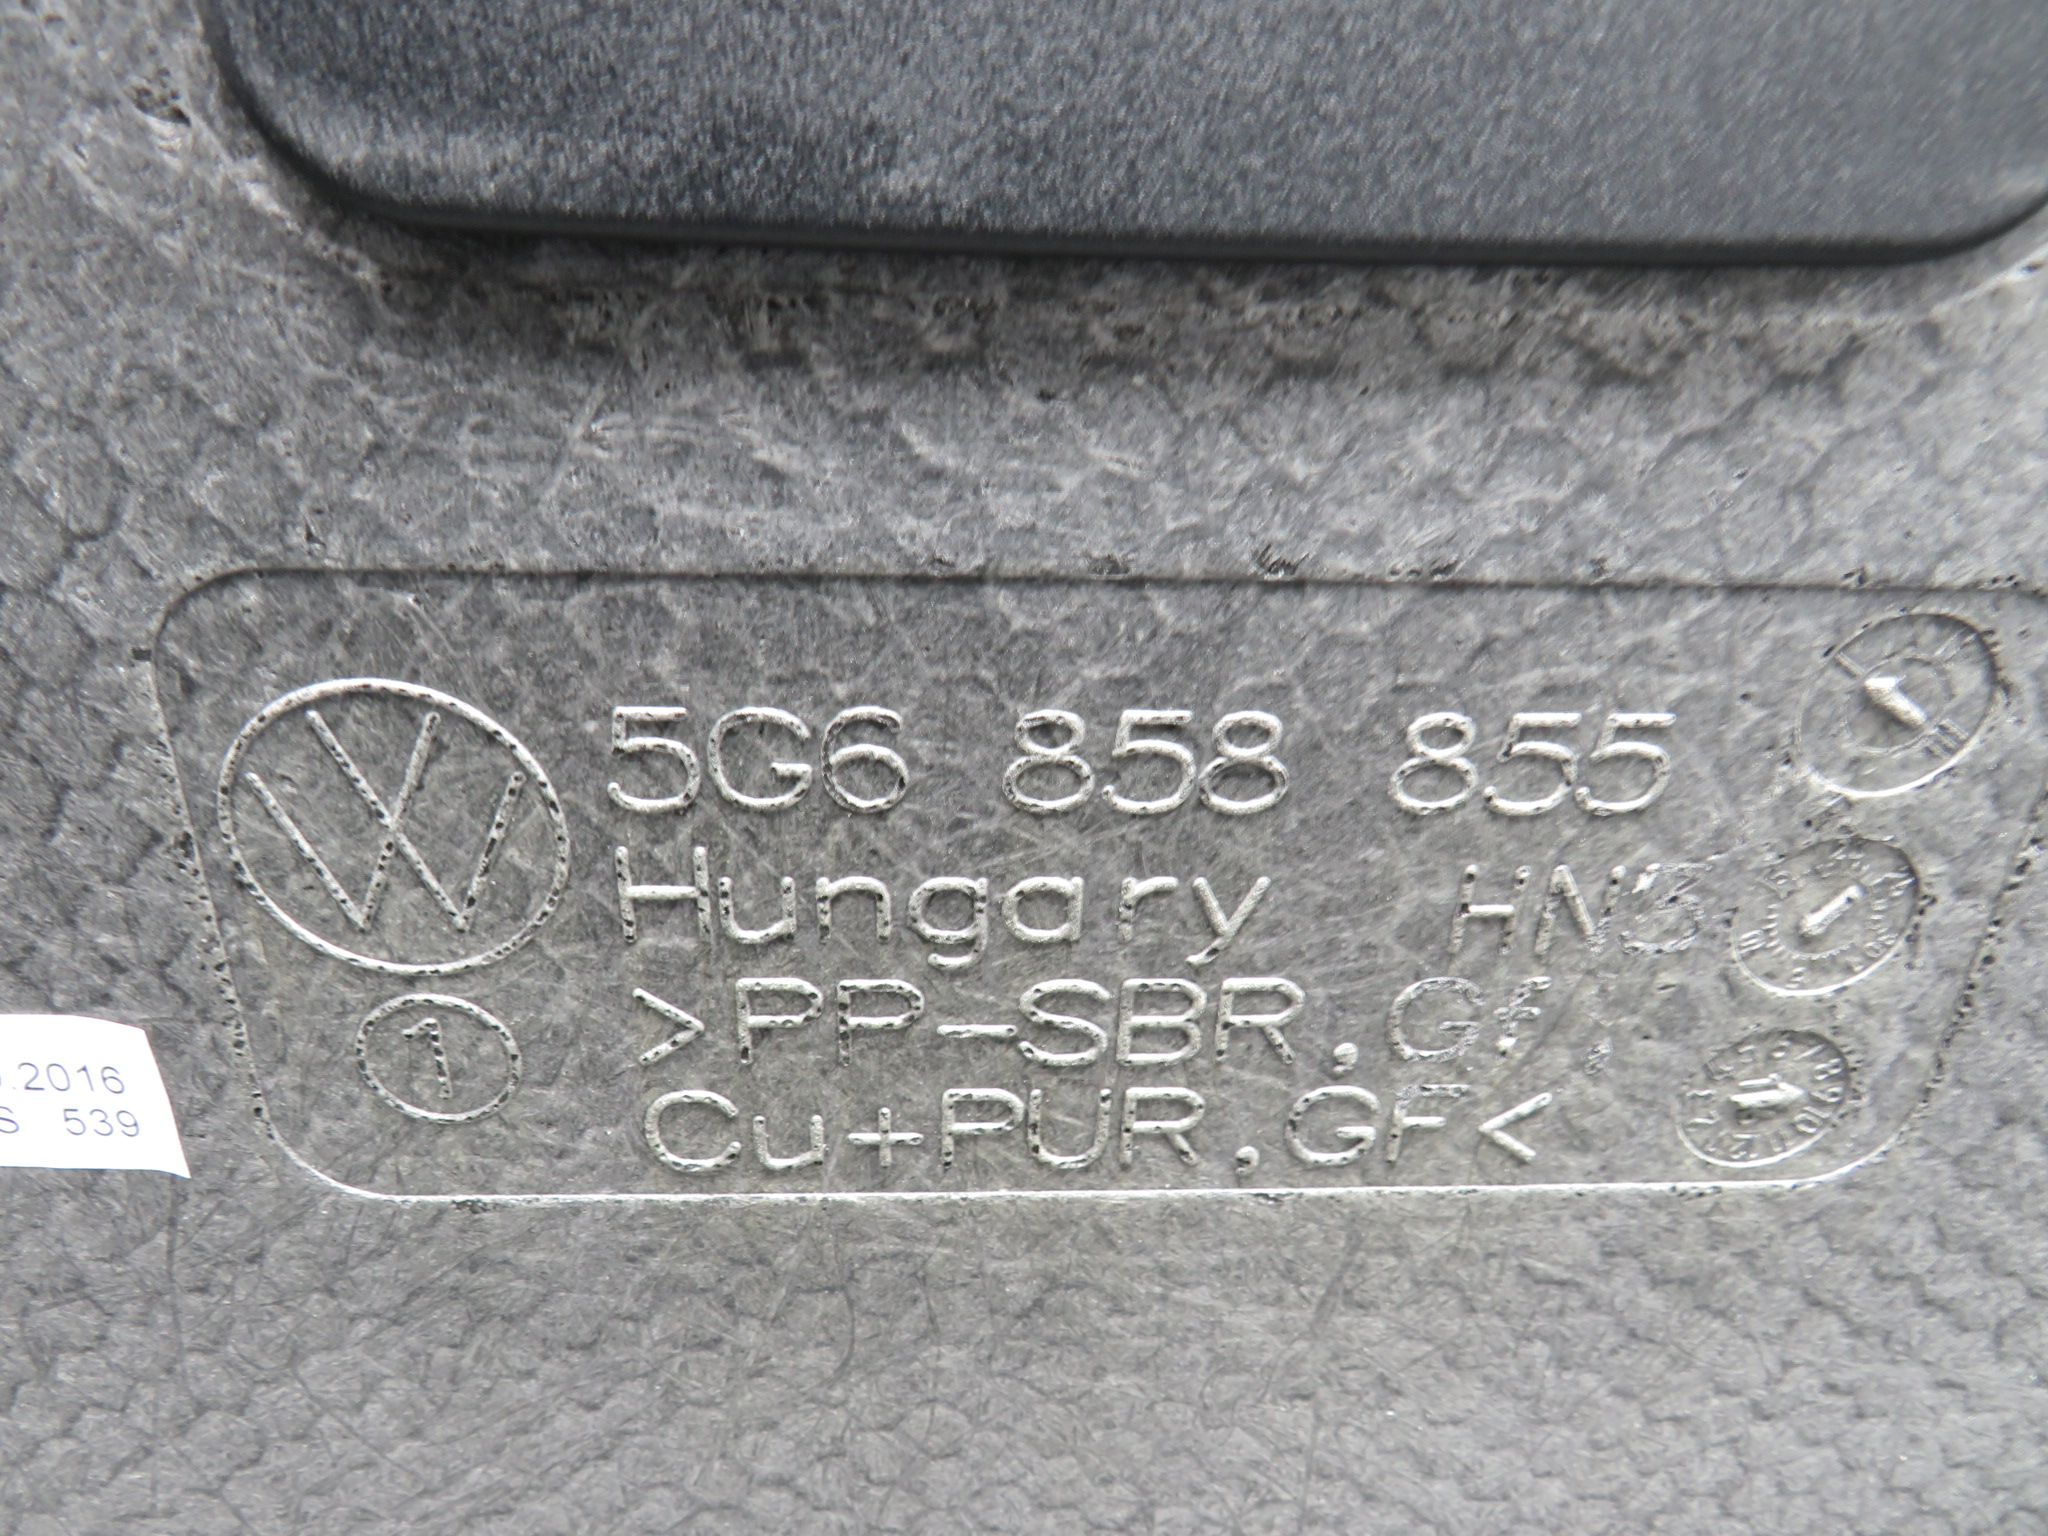 5G6 858 855
Hungary HN3
>PP-SBR,Gf,
Cu+PUR,GF<
1
.2016
S 539